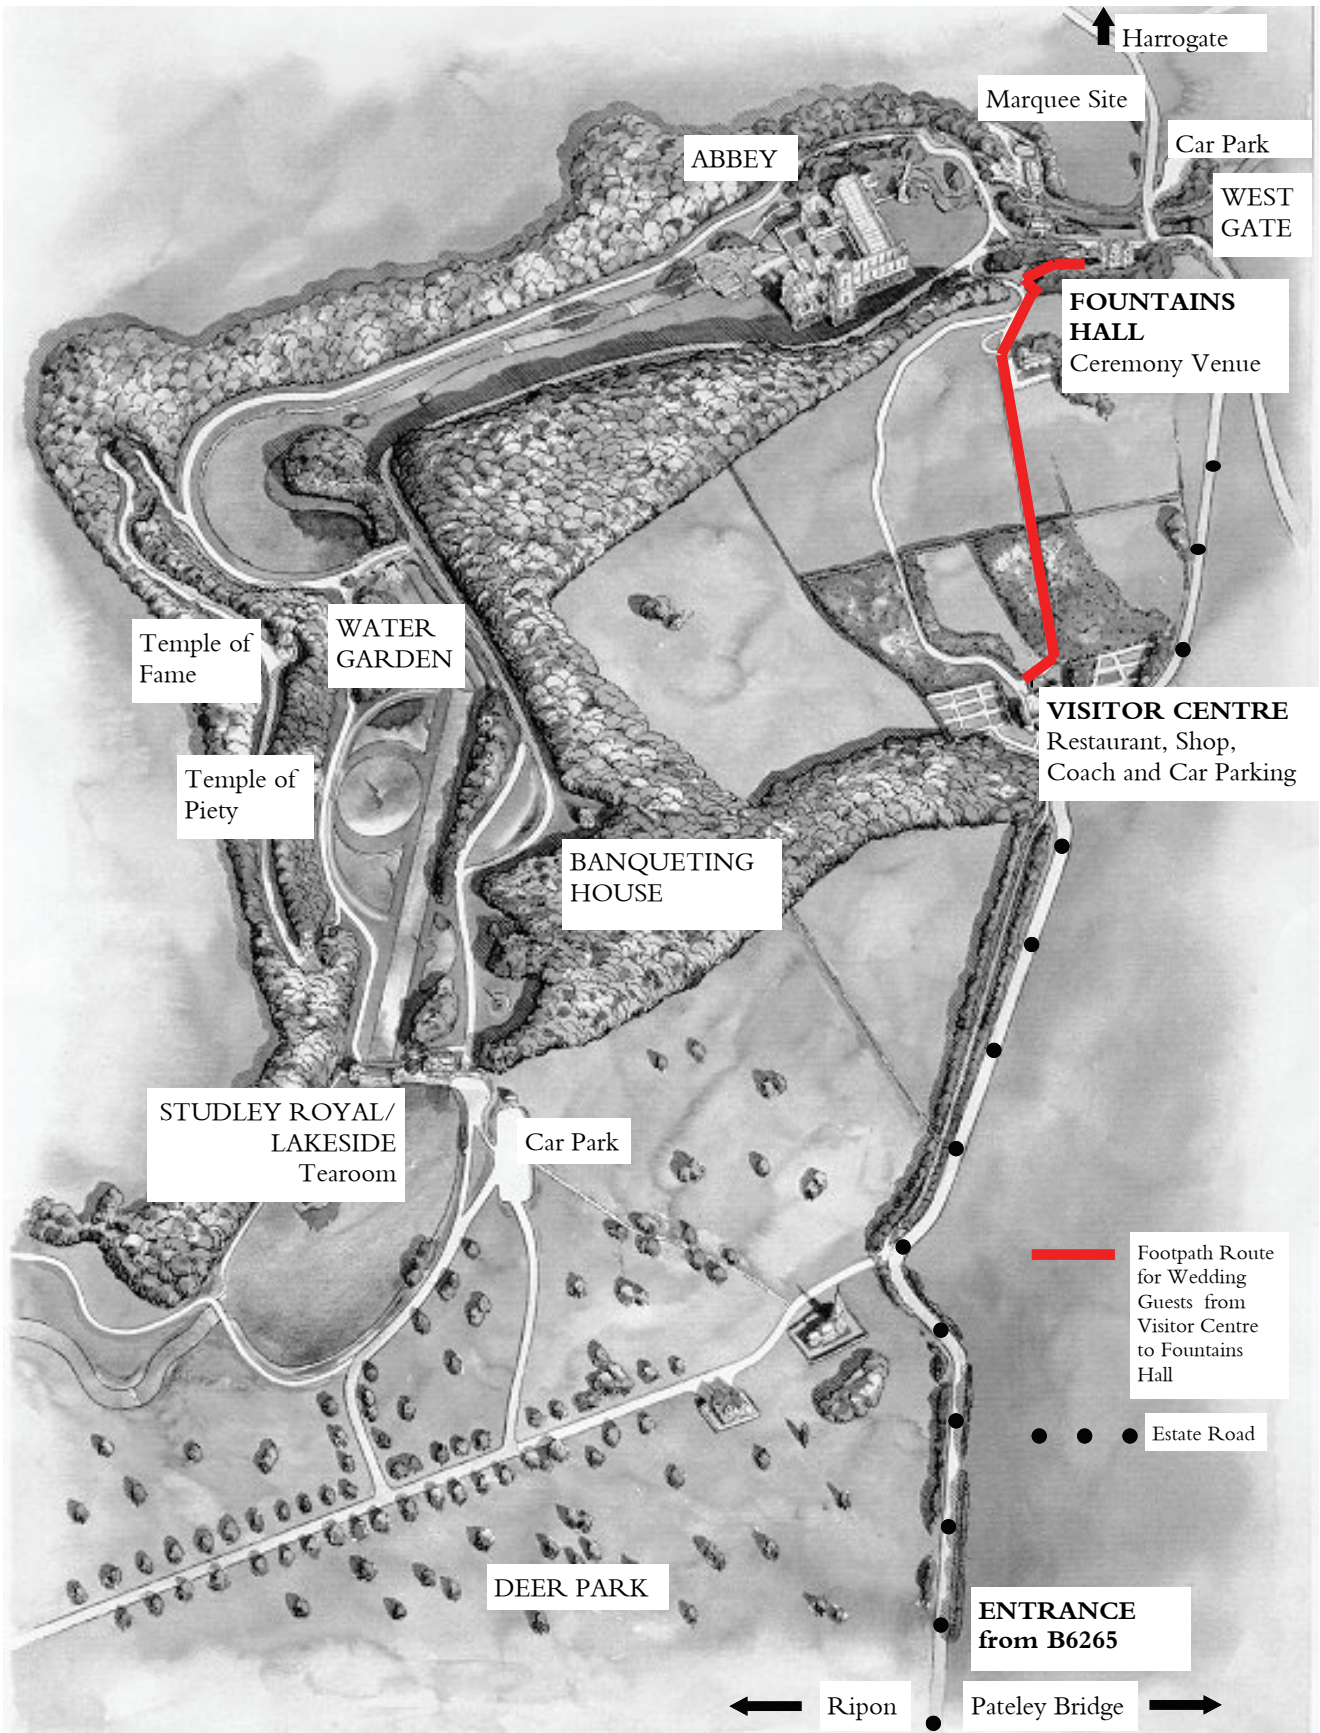 Harrogate
Marquee Site
Car Park
ABBEY
WEST
GATE
FOUNTAINS
HALL
Ceremony Venue
WATER
GARDEN
Temple of
Fame
VISITOR CENTRE
Restaurant, Shop,
Coach and Car Parking
Temple of
Piety
BANQUETING
HOUSE
STUDLEY ROYAL/
LAKESIDE
Tearoom
Car Park
Footpath Route
for Wedding
Guests from
Visitor Centre
to Fountains
Hall
Estate Road
DEER PARK
ENTRANCE
from B6265
Ripon
Pateley Bridge